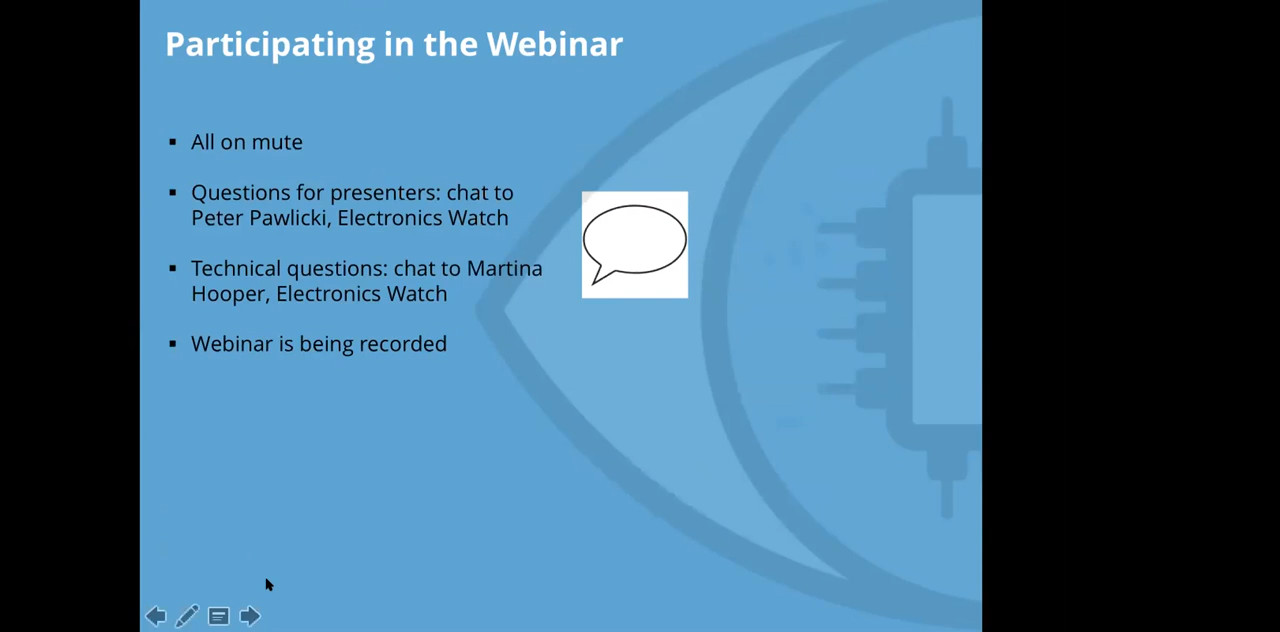 Participating in the Webinar
▪ All on mute
▪ Questions for presenters: chat to
Peter Pawlicki, Electronics Watch
▪ Technical questions: chat to Martina
Hooper, Electronics Watch
▪ Webinar is being recorded